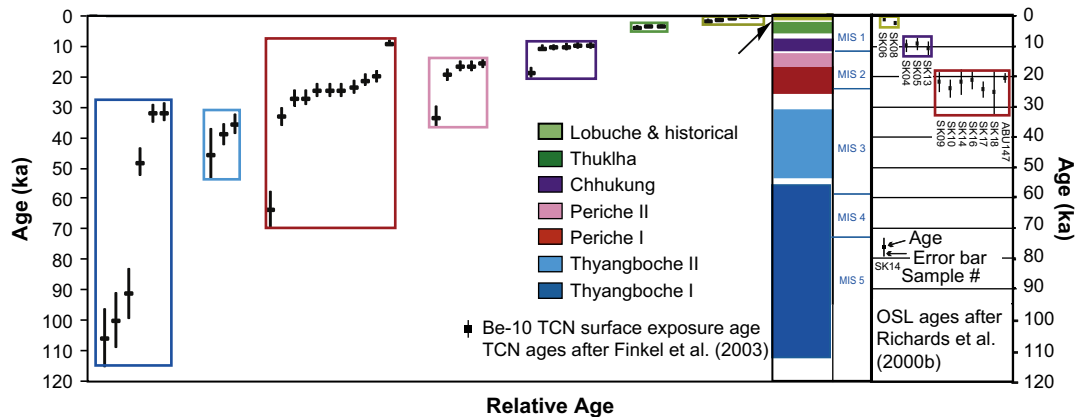 0
10
20
30
40
50
60
70
80
90
100
110
120
Age (ka)
Relative Age
Lobuche & historical
Thuklha
Chhukung
Periche II
Periche I
Thyangboche II
Thyangboche I
Be-10 TCN surface exposure age
TCN ages after Finkel et al. (2003)
MIS 1
MIS 2
MIS 3
MIS 4
MIS 5
SK06
SK08
SK04
SK05
SK13
SK09
SK10
SK14
SK16
SK17
SK18
ABU147
Age
Error bar
SK14
Sample #
OSL ages after
Richards et al.
(2000b)
0
10
20
30
40
50
60
70
80
90
100
110
120
Age (ka)